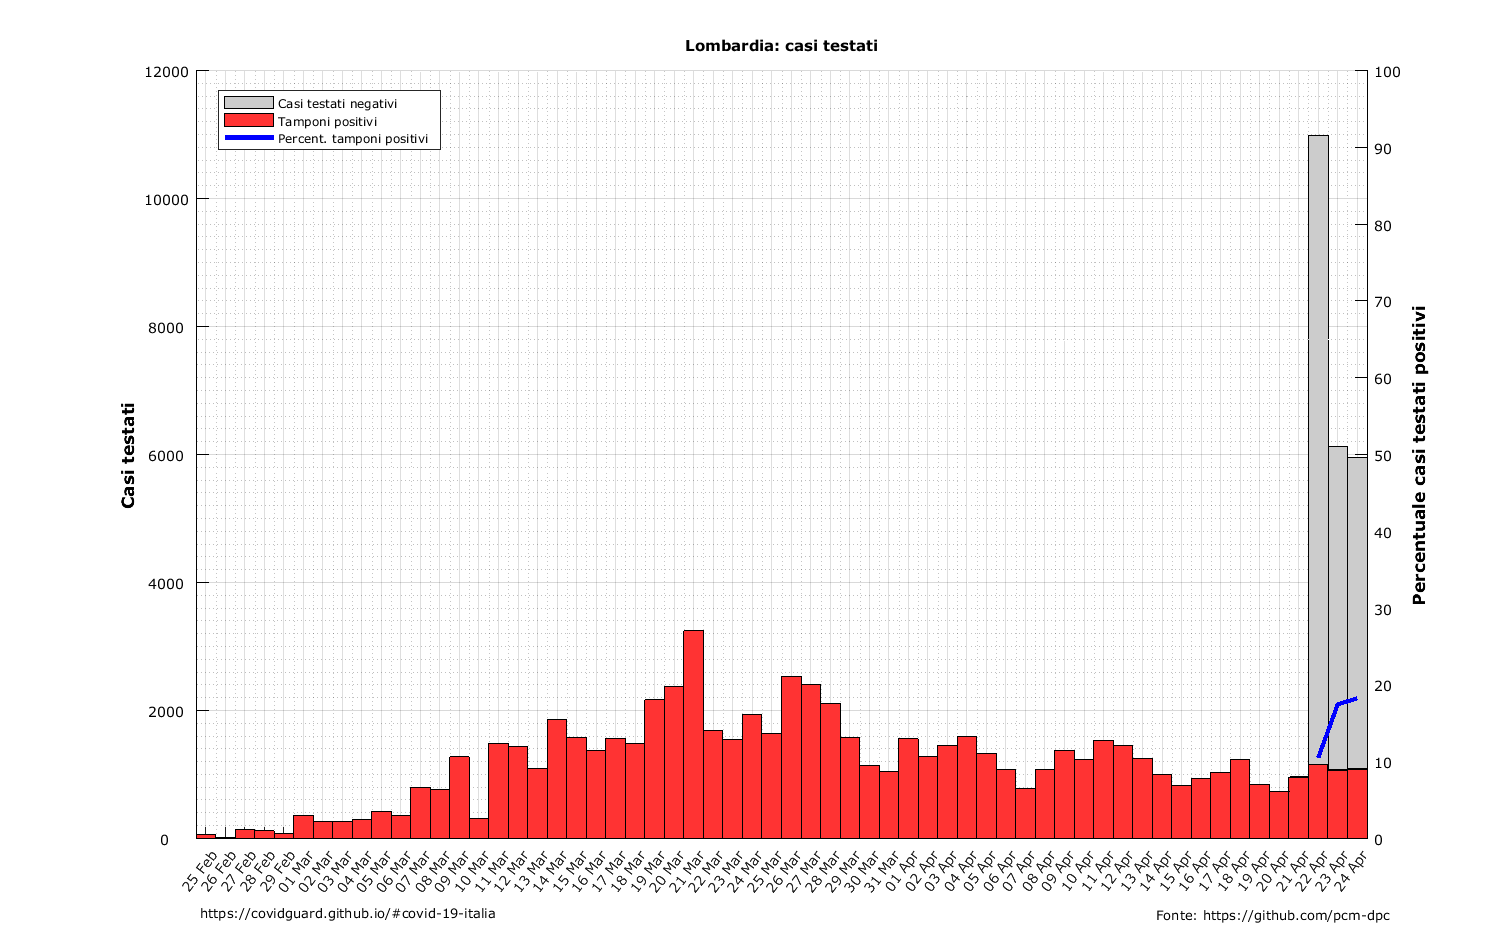 Lombardia: casi testati
12000
10000
8000
6000
4000
2000
0
100
90
80
70
60
50
40
30
20
10
0
Casi testati negativi
Tamponi positivi
Percent. tamponi positivi
Casi testati
Percentuale casi testati positivi
25 Feb
26 Feb
27 Feb
28 Feb
29 Feb
01 Mar
02 Mar
03 Mar
04 Mar
05 Mar
06 Mar
07 Mar
08 Mar
09 Mar
10 Mar
11 Mar
12 Mar
13 Mar
14 Mar
15 Mar
16 Mar
17 Mar
18 Mar
19 Mar
20 Mar
21 Mar
22 Mar
23 Mar
24 Mar
25 Mar
26 Mar
27 Mar
28 Mar
29 Mar
30 Mar
31 Mar
01 Apr
02 Apr
03 Apr
04 Apr
05 Apr
06 Apr
07 Apr
08 Apr
09 Apr
10 Apr
11 Apr
12 Apr
13 Apr
14 Apr
15 Apr
16 Apr
17 Apr
18 Apr
19 Apr
20 Apr
21 Apr
22 Apr
23 Apr
24 Apr
https://covidguard.github.io/#covid-19-italia
Fonte: https://github.com/pcm-dpc